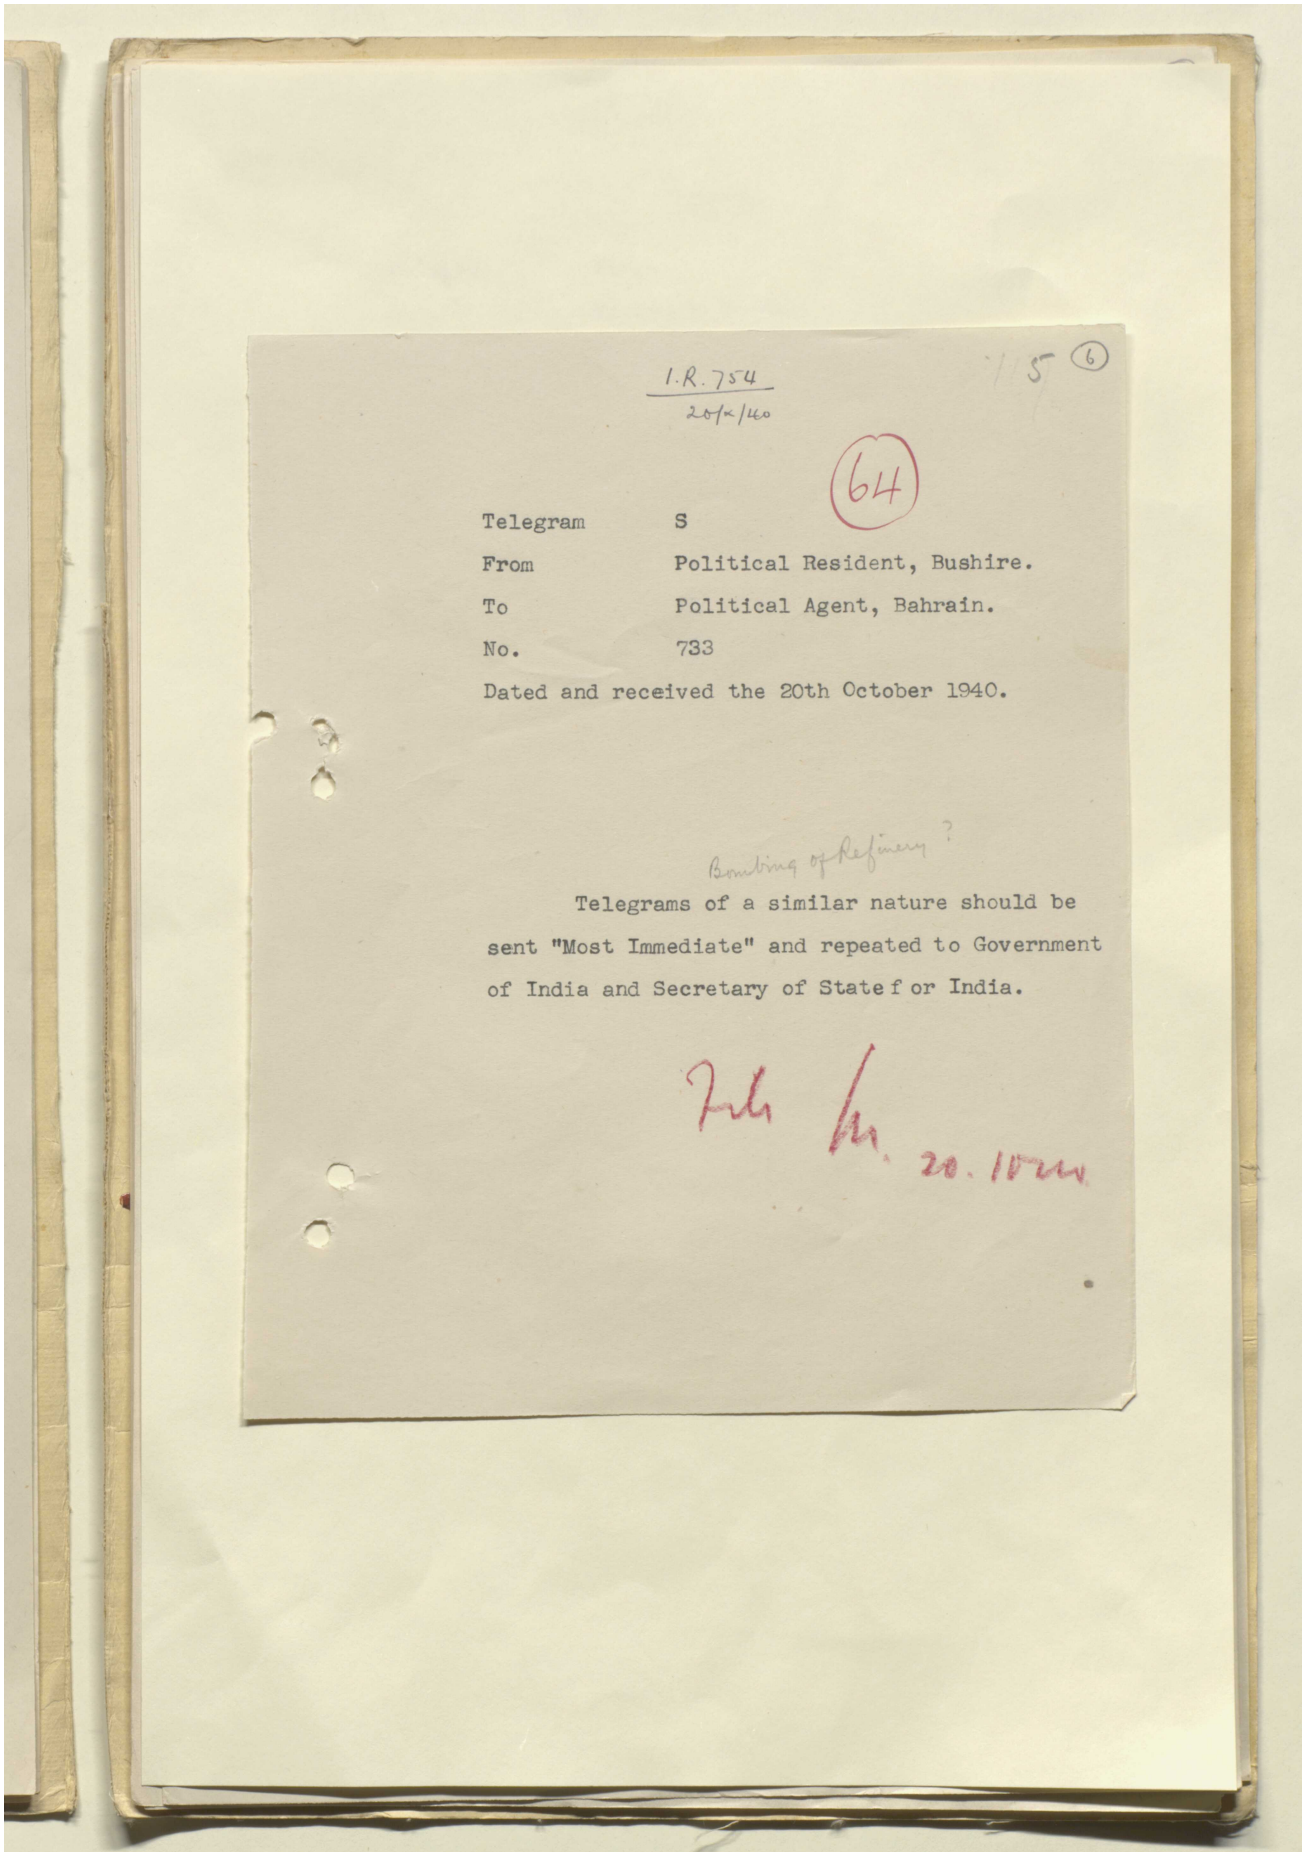 I.R. 754
20/x/40
5
6
64
Telegram S
From Political Resident, Bushire.
To Political Agent, Bahrain.
No. 733
Dated and received the 20th October 1940.
Bombing of Refinery ?
Telegrams of a similar nature should be
sent "Most Immediate" and repeated to Government
of India and Secretary of State f or India.
File
20.10